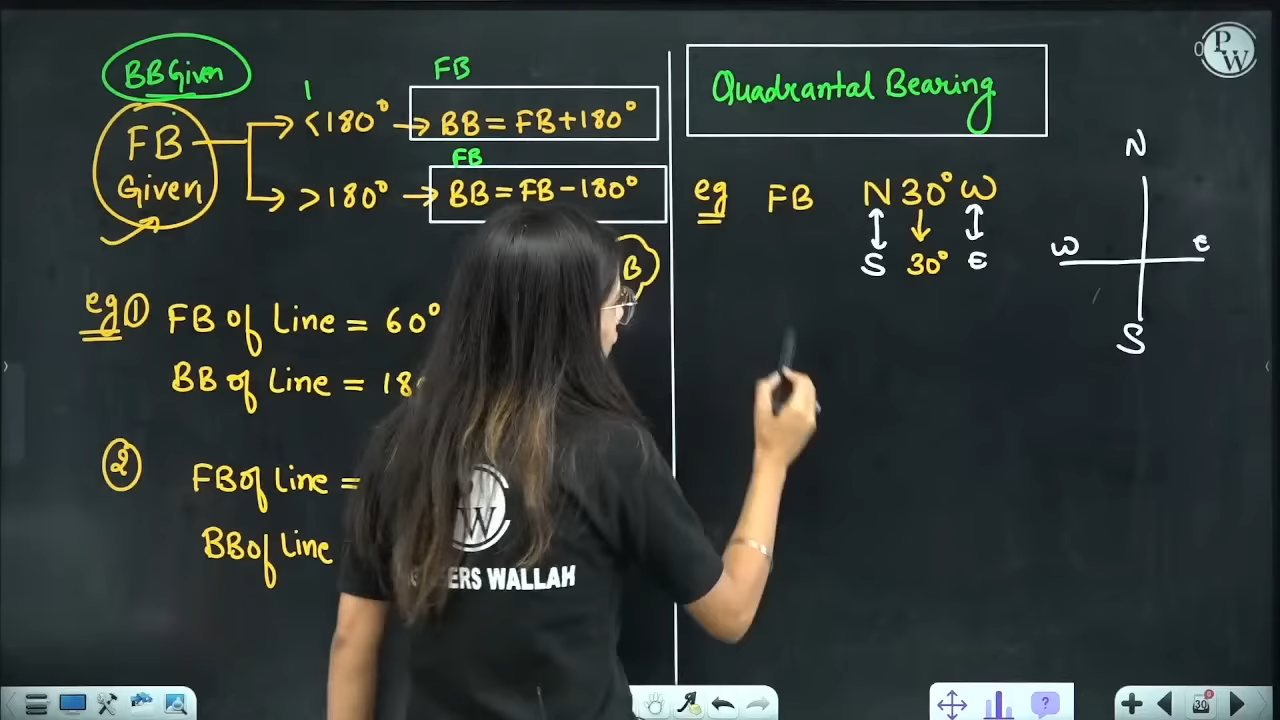 BB Given
FB Given
< 180° → BB = FB + 180°
FB
> 180° → BB = FB - 180°
FB
B
eg ① FB of Line = 60°
BB of Line = 18
② FB of Line =
BB of Line
Quadrantal Bearing
eg FB N 30° W
S 30° E
N
W E
S
PW
W
ERS WALLAH
30